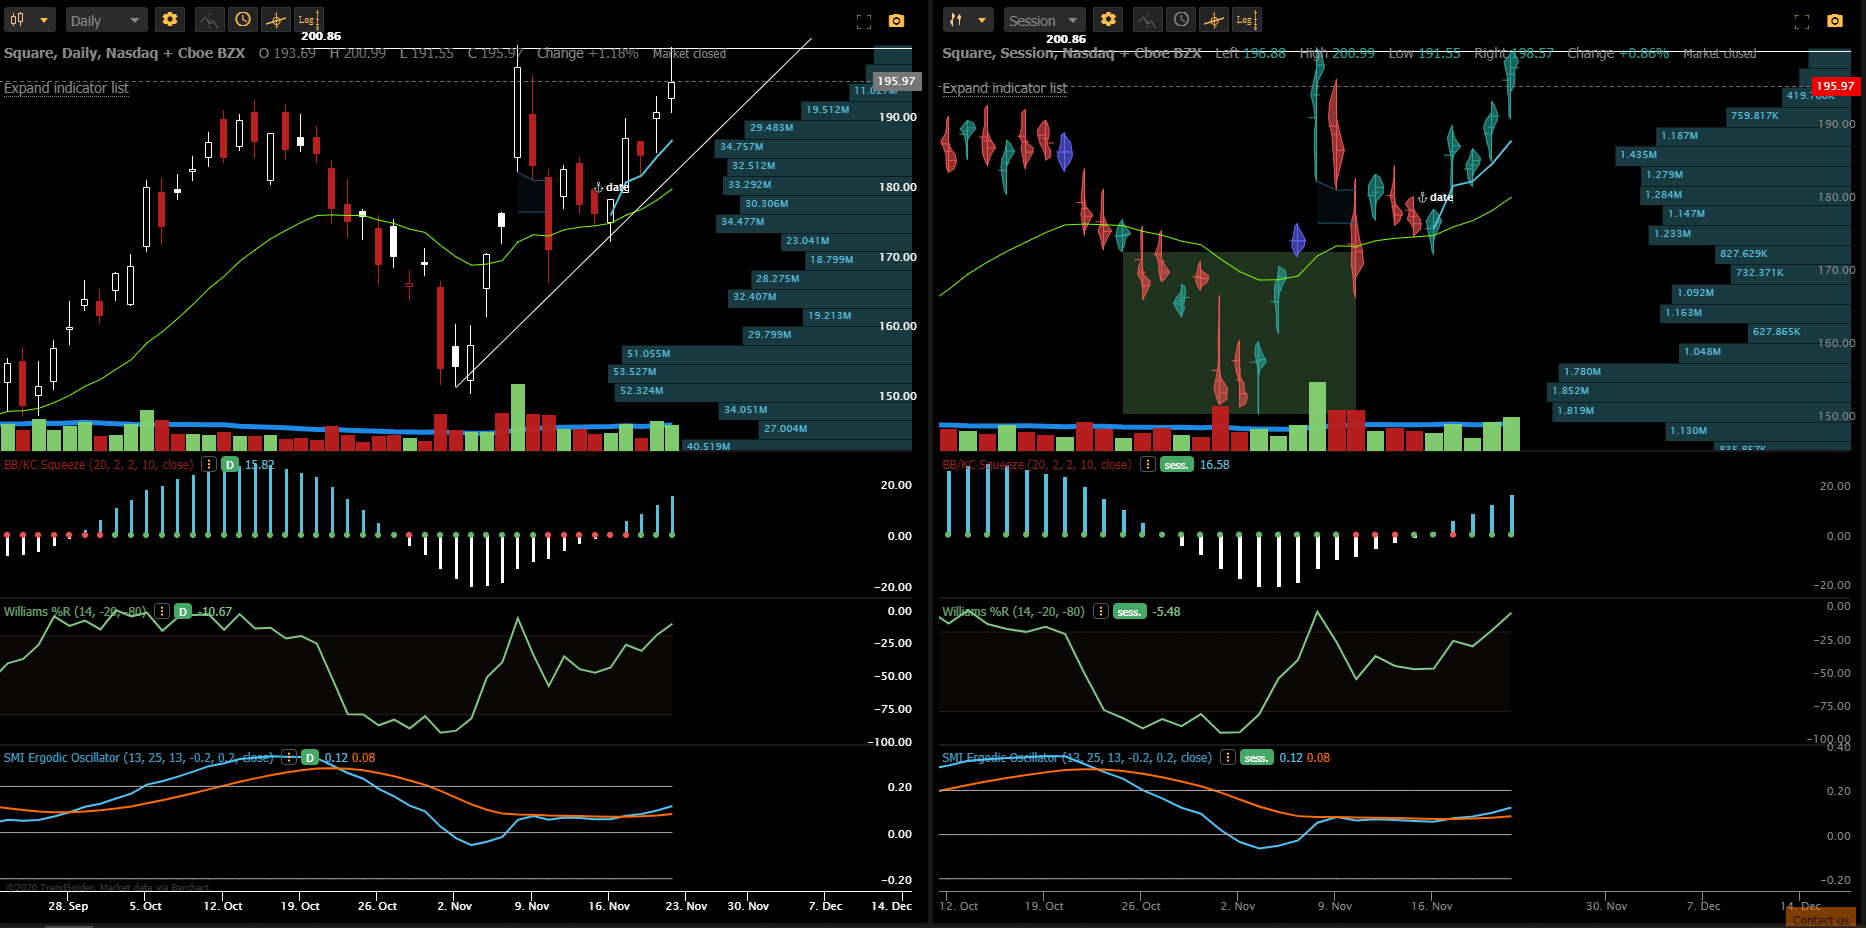 Daily
Log
200.86
Square, Daily, Nasdaq + Cboe BZX O 193.69 H 200.99 L 191.55 C 195.97 Change +1.18% Market closed
Expand indicator list
195.97
11.027M
19.512M
190.00
29.483M
34.757M
32.512M
33.292M
180.00
date
30.306M
34.477M
23.041M
18.799M
170.00
28.275M
32.407M
19.213M
160.00
29.799M
51.055M
53.527M
52.324M
150.00
34.051M
27.004M
40.519M
BB/KC Squeeze (20, 2, 2, 10, close) D 15.82
20.00
0.00
-20.00
Williams %R (14, -20, -80) D -10.67
0.00
-25.00
-50.00
-75.00
-100.00
SMI Ergodic Oscillator (13, 25, 13, -0.2, 0.2, close) D 0.12 0.08
0.20
0.00
-0.20
©2020 TrendSpider. Market data via Barchart.
28. Sep 5. Oct 12. Oct 19. Oct 26. Oct 2. Nov 9. Nov 16. Nov 23. Nov 30. Nov 7. Dec 14. Dec
Session
Log
200.86
Square, Session, Nasdaq + Cboe BZX Left 196.88 High 200.99 Low 191.55 Right 198.57 Change +0.86% Market closed
Expand indicator list
195.97
759.817K
190.00
1.187M
1.435M
1.279M
1.284M
180.00
date
1.147M
1.233M
827.629K
732.371K
170.00
1.092M
1.163M
627.865K
160.00
1.048M
1.780M
1.852M
1.819M
150.00
1.130M
835.857K
BB/KC Squeeze (20, 2, 2, 10, close) sess. 16.58
20.00
0.00
-20.00
Williams %R (14, -20, -80) sess. -5.48
0.00
-25.00
-50.00
-75.00
-100.00
0.40
SMI Ergodic Oscillator (13, 25, 13, -0.2, 0.2, close) sess. 0.12 0.08
0.20
0.00
-0.20
12. Oct 19. Oct 26. Oct 2. Nov 9. Nov 16. Nov 30. Nov 7. Dec 14. Dec
Contact us